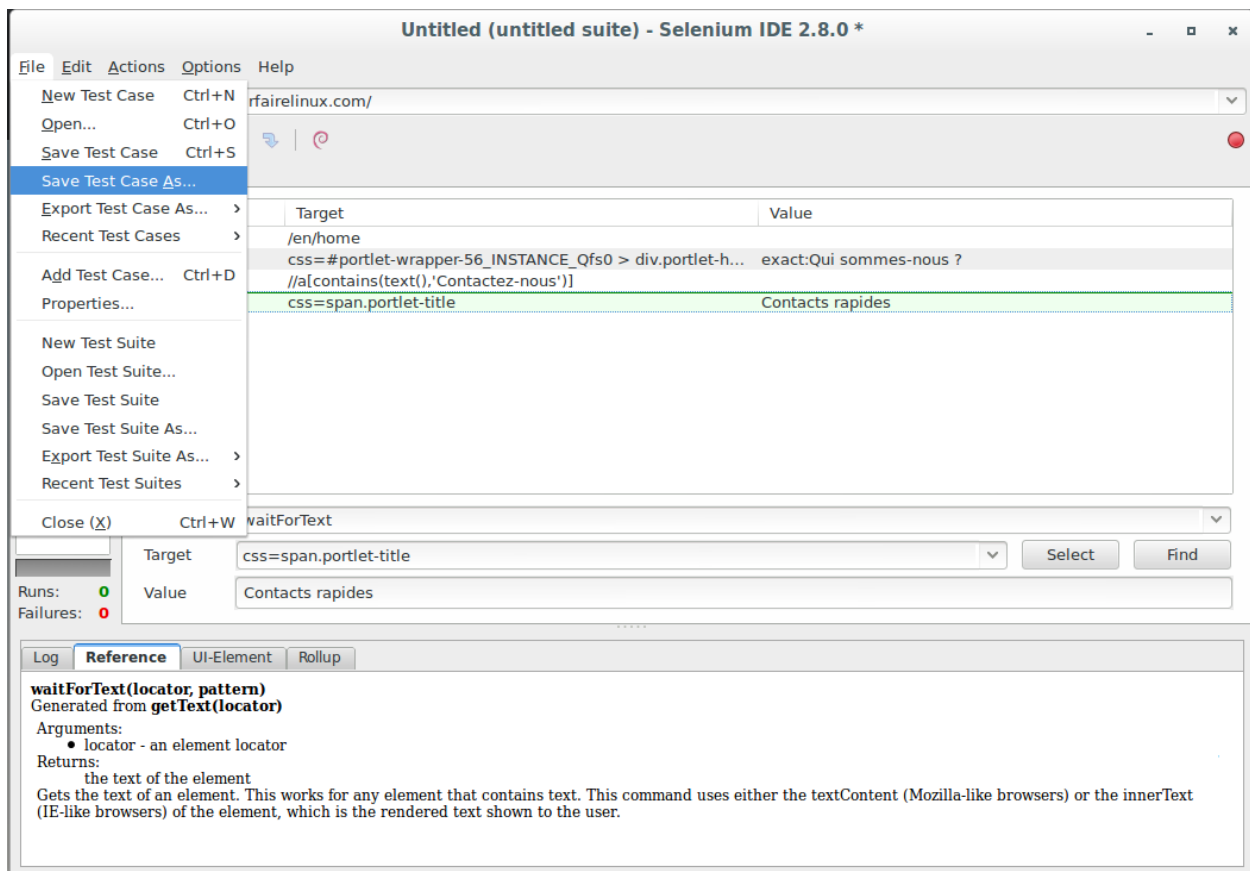 Untitled (untitled suite) - Selenium IDE 2.8.0 *
File Edit Actions Options Help
New Test Case Ctrl+N
rfairelinux.com/
Open... Ctrl+O
Save Test Case Ctrl+S
Save Test Case As...
Export Test Case As... >
Recent Test Cases >
Add Test Case... Ctrl+D
Properties...
New Test Suite
Open Test Suite...
Save Test Suite
Save Test Suite As...
Export Test Suite As... >
Recent Test Suites >
Close (X) Ctrl+W
Target Value
/en/home
css=#portlet-wrapper-56_INSTANCE_Qfs0 > div.portlet-h... exact:Qui sommes-nous ?
//a[contains(text(),'Contactez-nous')]
css=span.portlet-title Contacts rapides
waitForText
Target css=span.portlet-title Select Find
Runs: 0 Value Contacts rapides
Failures: 0
Log Reference UI-Element Rollup
waitForText(locator, pattern)
Generated from getText(locator)
Arguments:
• locator - an element locator
Returns:
the text of the element
Gets the text of an element. This works for any element that contains text. This command uses either the textContent (Mozilla-like browsers) or the innerText
(IE-like browsers) of the element, which is the rendered text shown to the user.